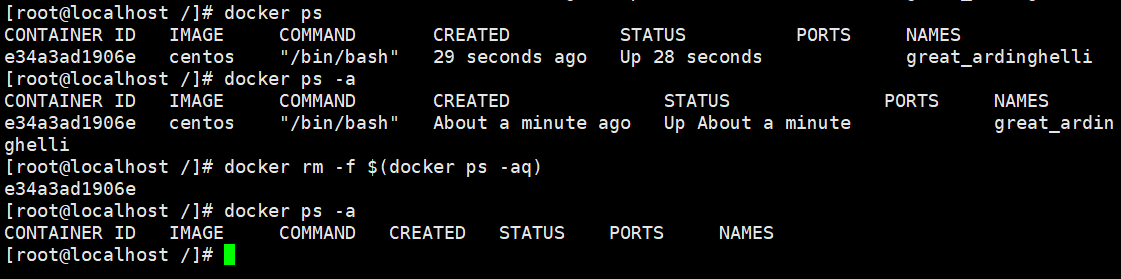 [root@localhost /]# docker ps
CONTAINER ID   IMAGE     COMMAND       CREATED          STATUS          PORTS     NAMES
e34a3ad1906e   centos    "/bin/bash"   29 seconds ago   Up 28 seconds             great_ardinghelli
[root@localhost /]# docker ps -a
CONTAINER ID   IMAGE     COMMAND       CREATED              STATUS              PORTS     NAMES
e34a3ad1906e   centos    "/bin/bash"   About a minute ago   Up About a minute             great_ardin
ghelli
[root@localhost /]# docker rm -f $(docker ps -aq)
e34a3ad1906e
[root@localhost /]# docker ps -a
CONTAINER ID   IMAGE     COMMAND   CREATED   STATUS    PORTS     NAMES
[root@localhost /]#